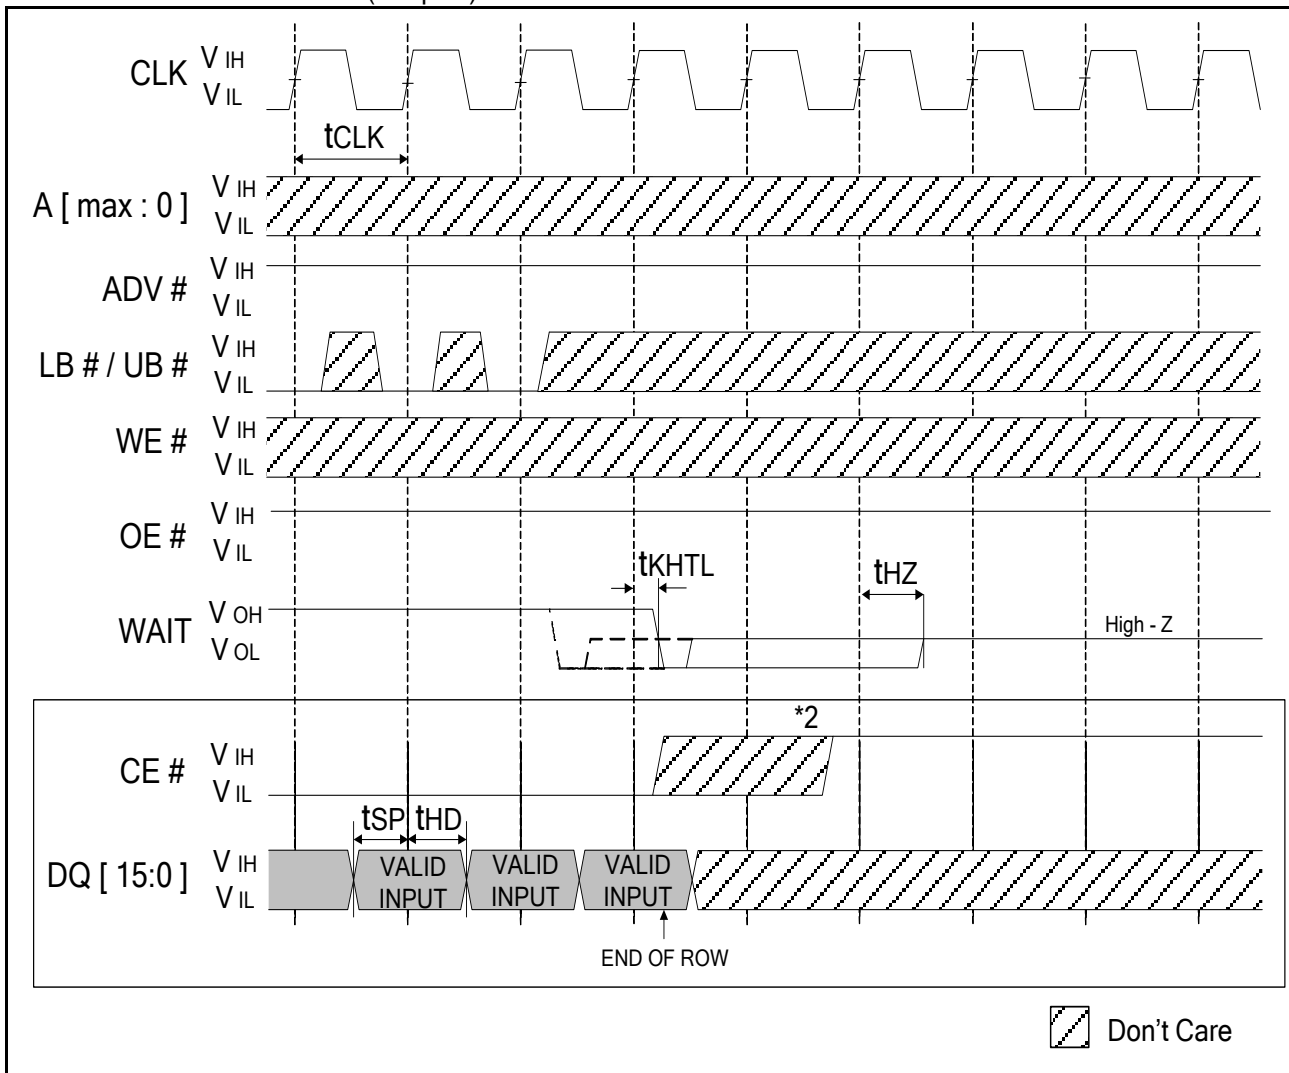 CLK V IH
V IL
tCLK
A [ max : 0 ] V IH
V IL
ADV # V IH
V IL
LB # / UB # V IH
V IL
WE # V IH
V IL
OE # V IH
V IL
tKHTL
tHZ
WAIT V OH
V OL
High - Z
*2
CE # V IH
V IL
tSP tHD
DQ [ 15:0 ] V IH
V IL
VALID INPUT
VALID INPUT
VALID INPUT
END OF ROW
Don't Care